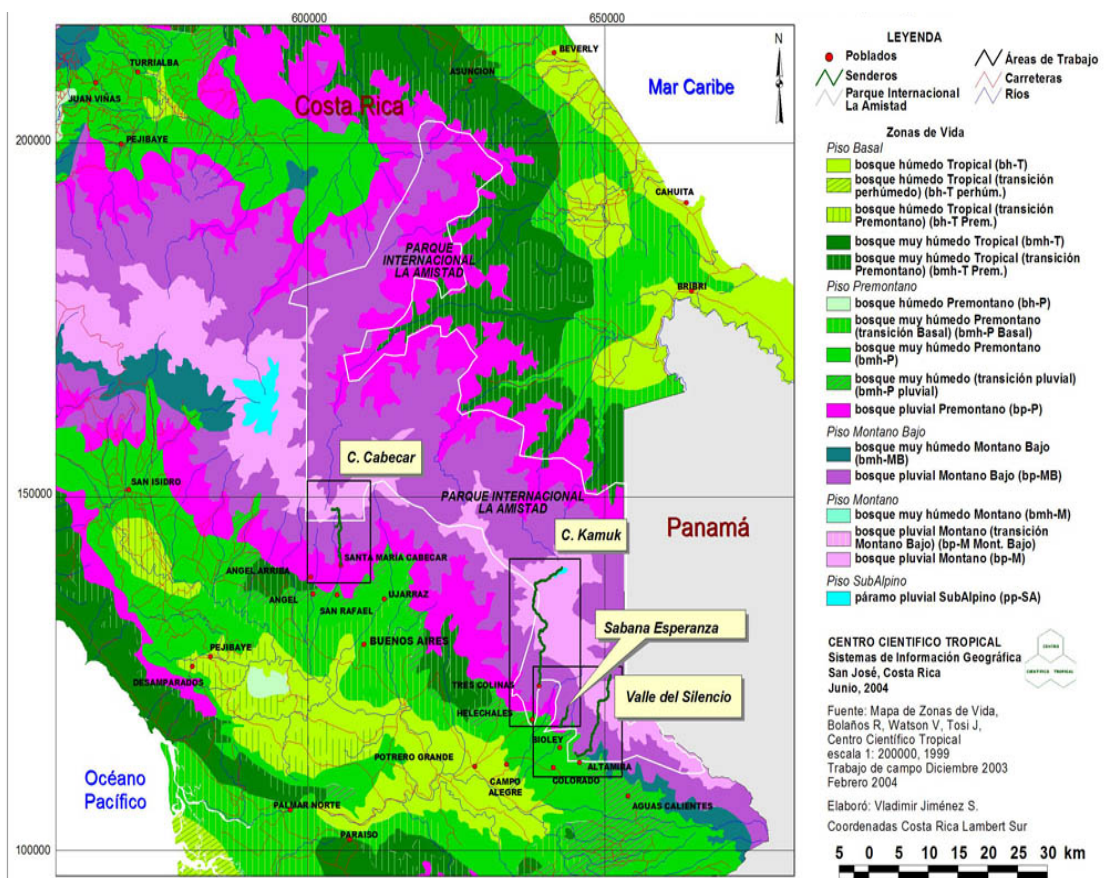 600000
650000
200000
150000
100000
N
Costa Rica
Mar Caribe
Panamá
Océano
Pacífico
TURRIALBA
JUAN VIÑAS
PEJIBAYE
ASUNCION
BEVERLY
CAHUITA
BRIBRI
PARQUE
INTERNACIONAL
LA AMISTAD
C. Cabecar
SAN ISIDRO
PARQUE INTERNACIONAL
LA AMISTAD
C. Kamuk
SANTA MARIA CABECAR
ANGEL ARRIBA
ANGEL
SAN RAFAEL
UJARRAZ
BUENOS AIRES
Sabana Esperanza
PEJIBAYE
DESAMPARADOS
TRES COLINAS
Valle del Silencio
HELECHALES
BIOLEY
POTRERO GRANDE
ALTAMIRA
CAMPO
ALEGRE
COLORADO
AGUAS CALIENTES
PALMAR NORTE
PARAISO
LEYENDA
Poblados
Áreas de Trabajo
Senderos
Carreteras
Parque Internacional
La Amistad
Ríos
Zonas de Vida
Piso Basal
bosque húmedo Tropical (bh-T)
bosque húmedo Tropical (transición
perhúmedo) (bh-T perhúm.)
bosque húmedo Tropical (transición
Premontano) (bh-T Prem.)
bosque muy húmedo Tropical (bmh-T)
bosque muy húmedo Tropical (transición
Premontano) (bmh-T Prem.)
Piso Premontano
bosque húmedo Premontano (bh-P)
bosque muy húmedo Premontano
(transición Basal) (bmh-P Basal)
bosque muy húmedo Premontano
(bmh-P)
bosque muy húmedo (transición pluvial)
(bmh-P pluvial)
bosque pluvial Premontano (bp-P)
Piso Montano Bajo
bosque muy húmedo Montano Bajo
(bmh-MB)
bosque pluvial Montano Bajo (bp-MB)
Piso Montano
bosque muy húmedo Montano (bmh-M)
bosque pluvial Montano (transición
Montano Bajo) (bp-M Mont. Bajo)
bosque pluvial Montano (bp-M)
Piso SubAlpino
páramo pluvial SubAlpino (pp-SA)
CENTRO CIENTIFICO TROPICAL
Sistemas de Información Geográfica
San José, Costa Rica
Junio, 2004
CENTRO
CIENTIFICO TROPICAL
Fuente: Mapa de Zonas de Vida,
Bolaños R, Watson V, Tosi J,
Centro Científico Tropical
escala 1: 200000, 1999
Trabajo de campo Diciembre 2003
Febrero 2004
Elaboró: Vladimir Jiménez S.
Coordenadas Costa Rica Lambert Sur
5 0 5 10 15 20 25 30 km